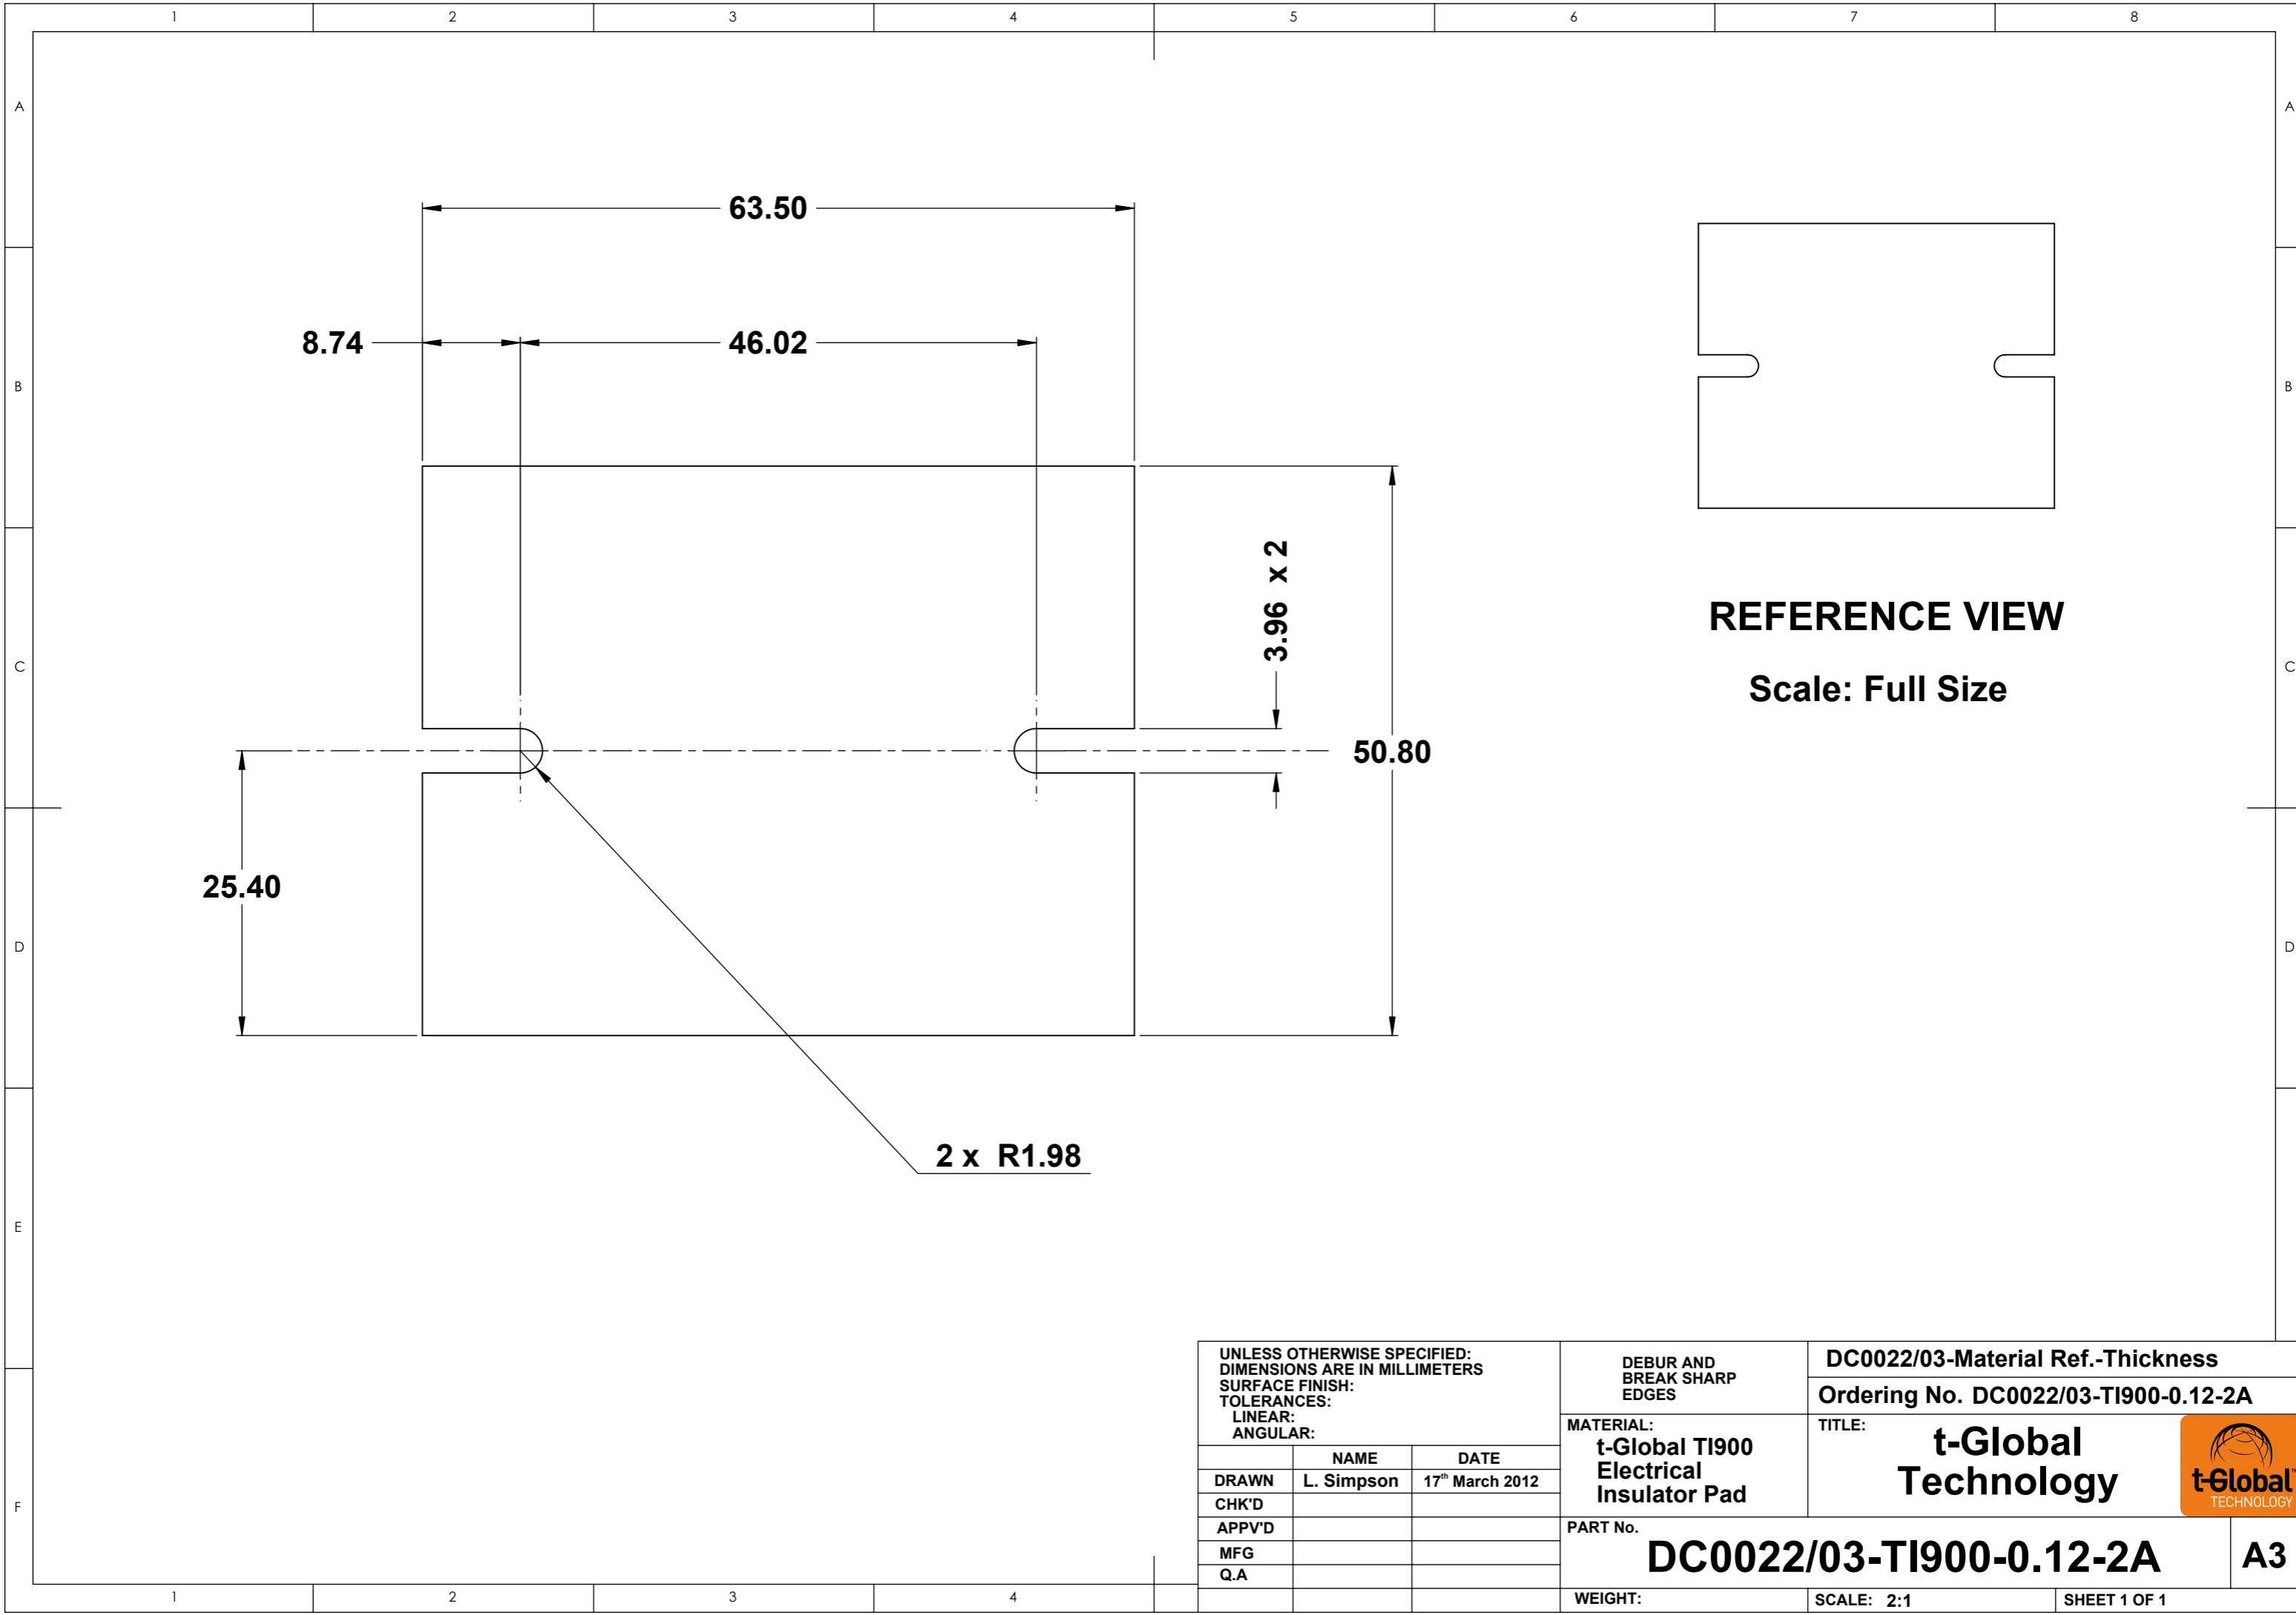 1 2 3 4 5 6 7 8
A A
63.50
8.74 46.02
B B
3.96 x 2
REFERENCE VIEW
C C
Scale: Full Size
50.80
25.40
D D
2 x R1.98
E
UNLESS OTHERWISE SPECIFIED:
DIMENSIONS ARE IN MILLIMETERS
SURFACE FINISH:
TOLERANCES:
LINEAR:
ANGULAR:
DEBUR AND
BREAK SHARP
EDGES
DC0022/03-Material Ref.-Thickness
Ordering No. DC0022/03-TI900-0.12-2A
MATERIAL:
t-Global TI900
Electrical
Insulator Pad
TITLE:
t-Global
Technology
t-Global™
TECHNOLOGY
NAME DATE
DRAWN L. Simpson 17th March 2012
F
CHK'D
APPV'D
MFG
Q.A
PART No.
DC0022/03-TI900-0.12-2A
A3
WEIGHT: SCALE: 2:1 SHEET 1 OF 1
1 2 3 4